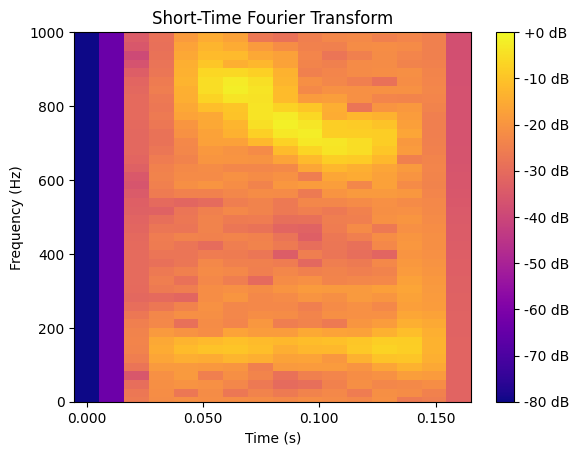 Short-Time Fourier Transform
Frequency (Hz)
1000
800
600
400
200
0
0.000
0.050
0.100
0.150
Time (s)
+0 dB
-10 dB
-20 dB
-30 dB
-40 dB
-50 dB
-60 dB
-70 dB
-80 dB